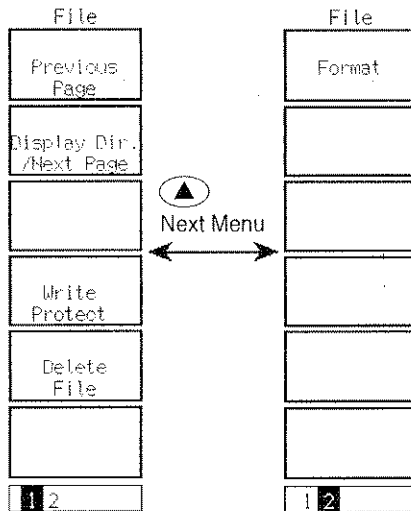 File
Previous
Page
Display Dir.
/Next Page
Write
Protect
Delete
File
1 2
Next Menu
File
Format
1 2